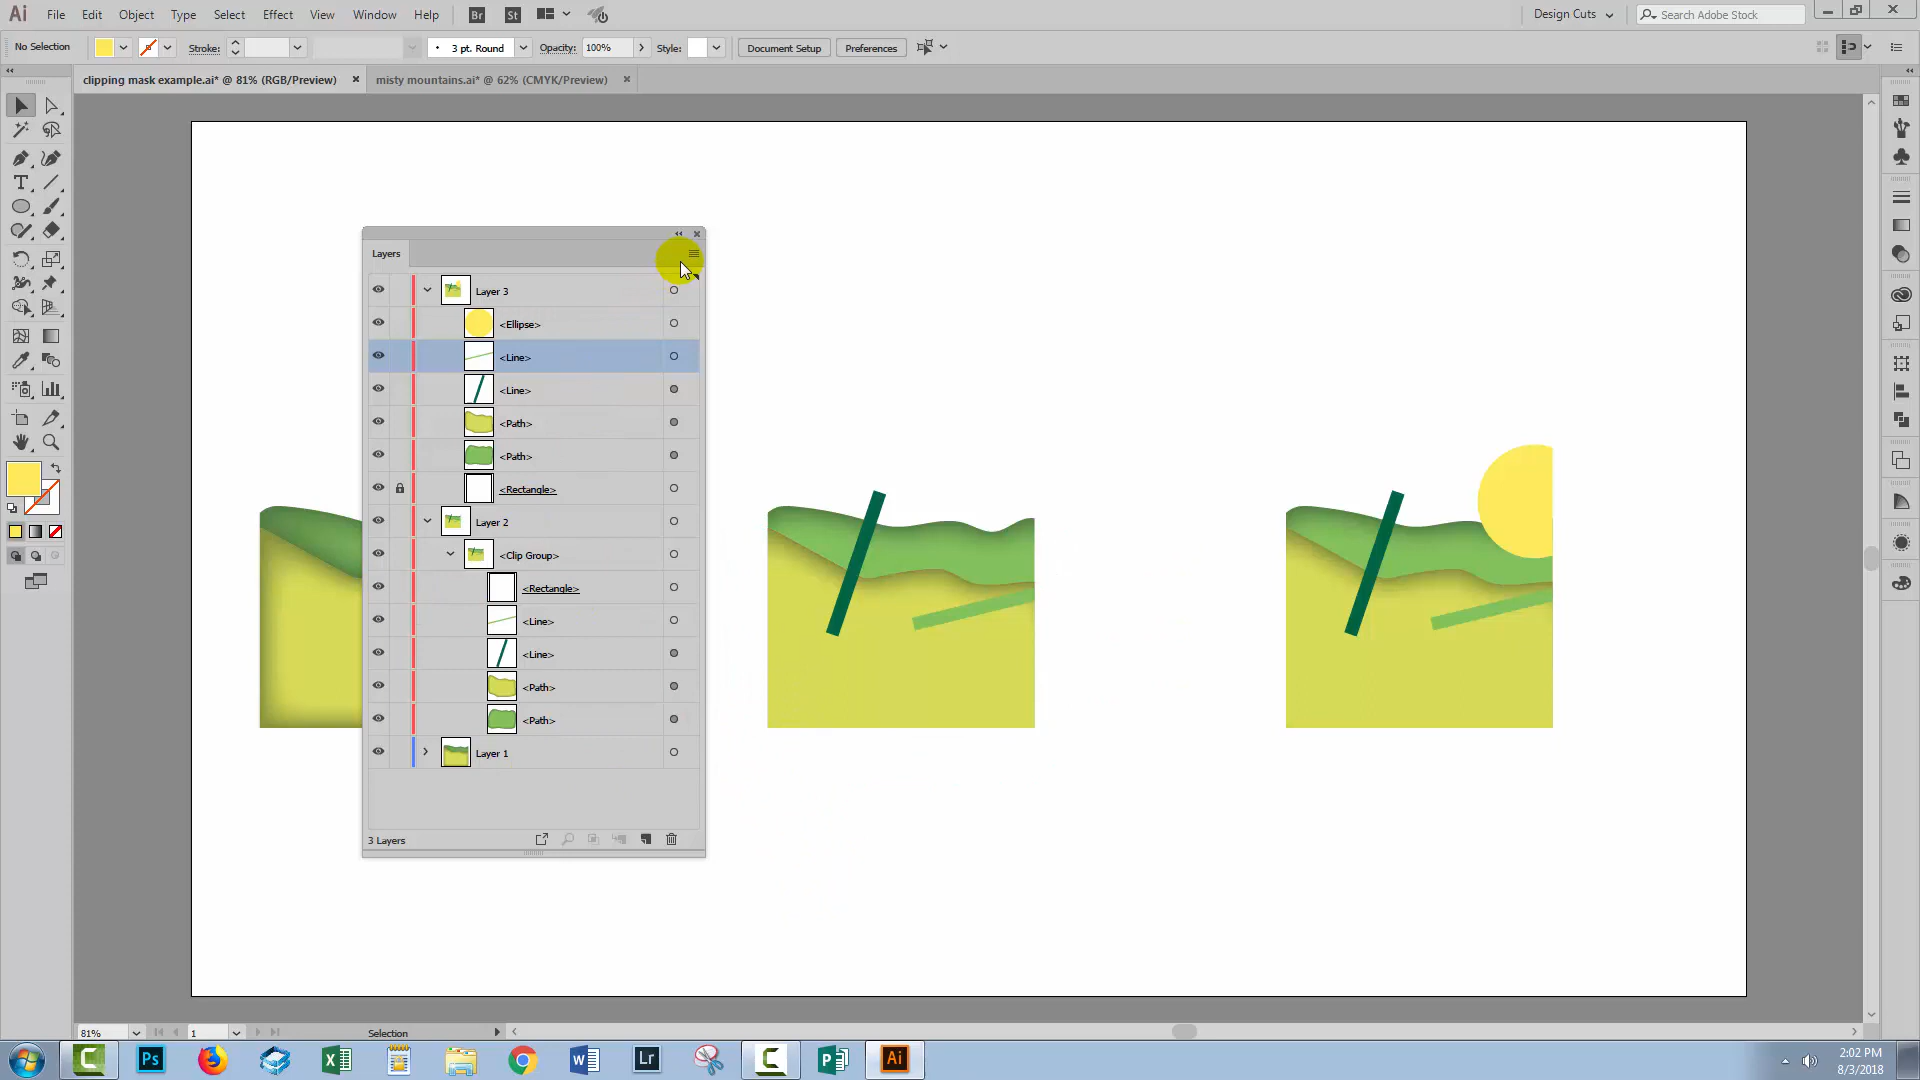 Ai File Edit Object Type Select Effect View Window Help Br St Design Cuts Search Adobe Stock
No Selection Stroke: 3 pt. Round Opacity: 100% Style: Document Setup Preferences
clipping mask example.ai* @ 81% (RGB/Preview) misty mountains.ai* @ 62% (CMYK/Preview)
Layers
Layer 3
<Ellipse>
<Line>
<Line>
<Path>
<Path>
<Rectangle>
Layer 2
<Clip Group>
<Rectangle>
<Line>
<Line>
<Path>
<Path>
Layer 1
3 Layers
81% 1 Selection
Ps Lr Ai
2:02 PM
8/3/2018